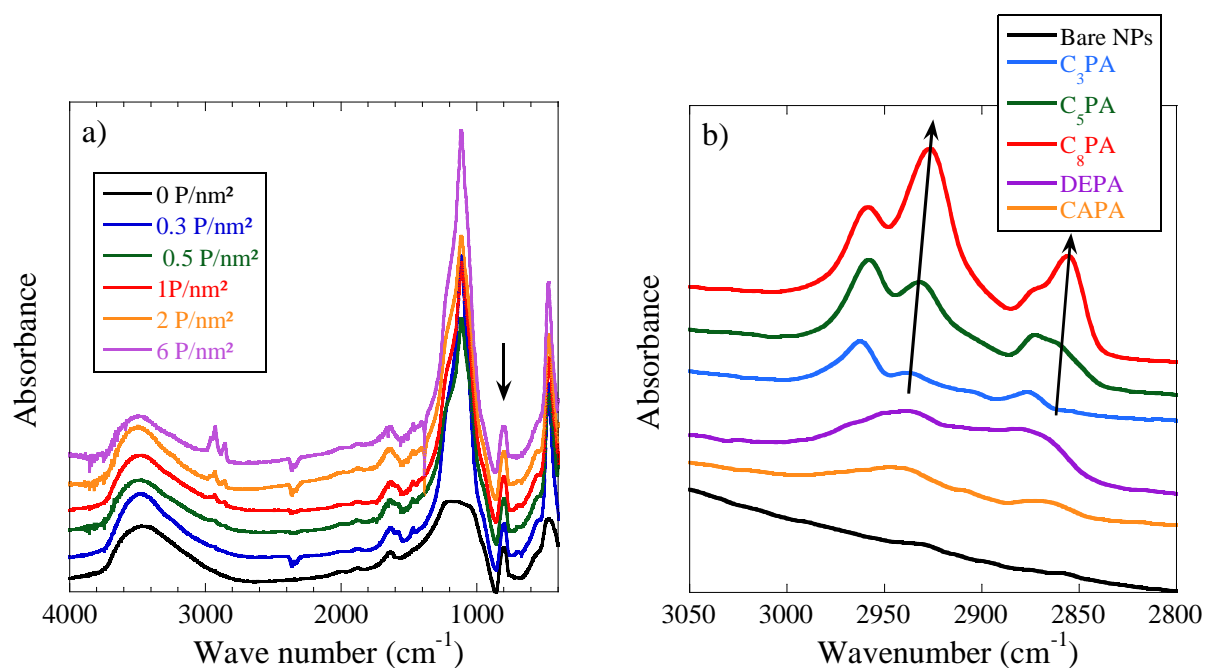 a)
0 P/nm²
0.3 P/nm²
0.5 P/nm²
1P/nm²
2 P/nm²
6 P/nm²
Absorbance
4000 3000 2000 1000
Wave number (cm⁻¹)
b)
Bare NPs
C₃PA
C₅PA
C₈PA
DEPA
CAPA
Absorbance
3050 3000 2950 2900 2850 2800
Wavenumber (cm⁻¹)